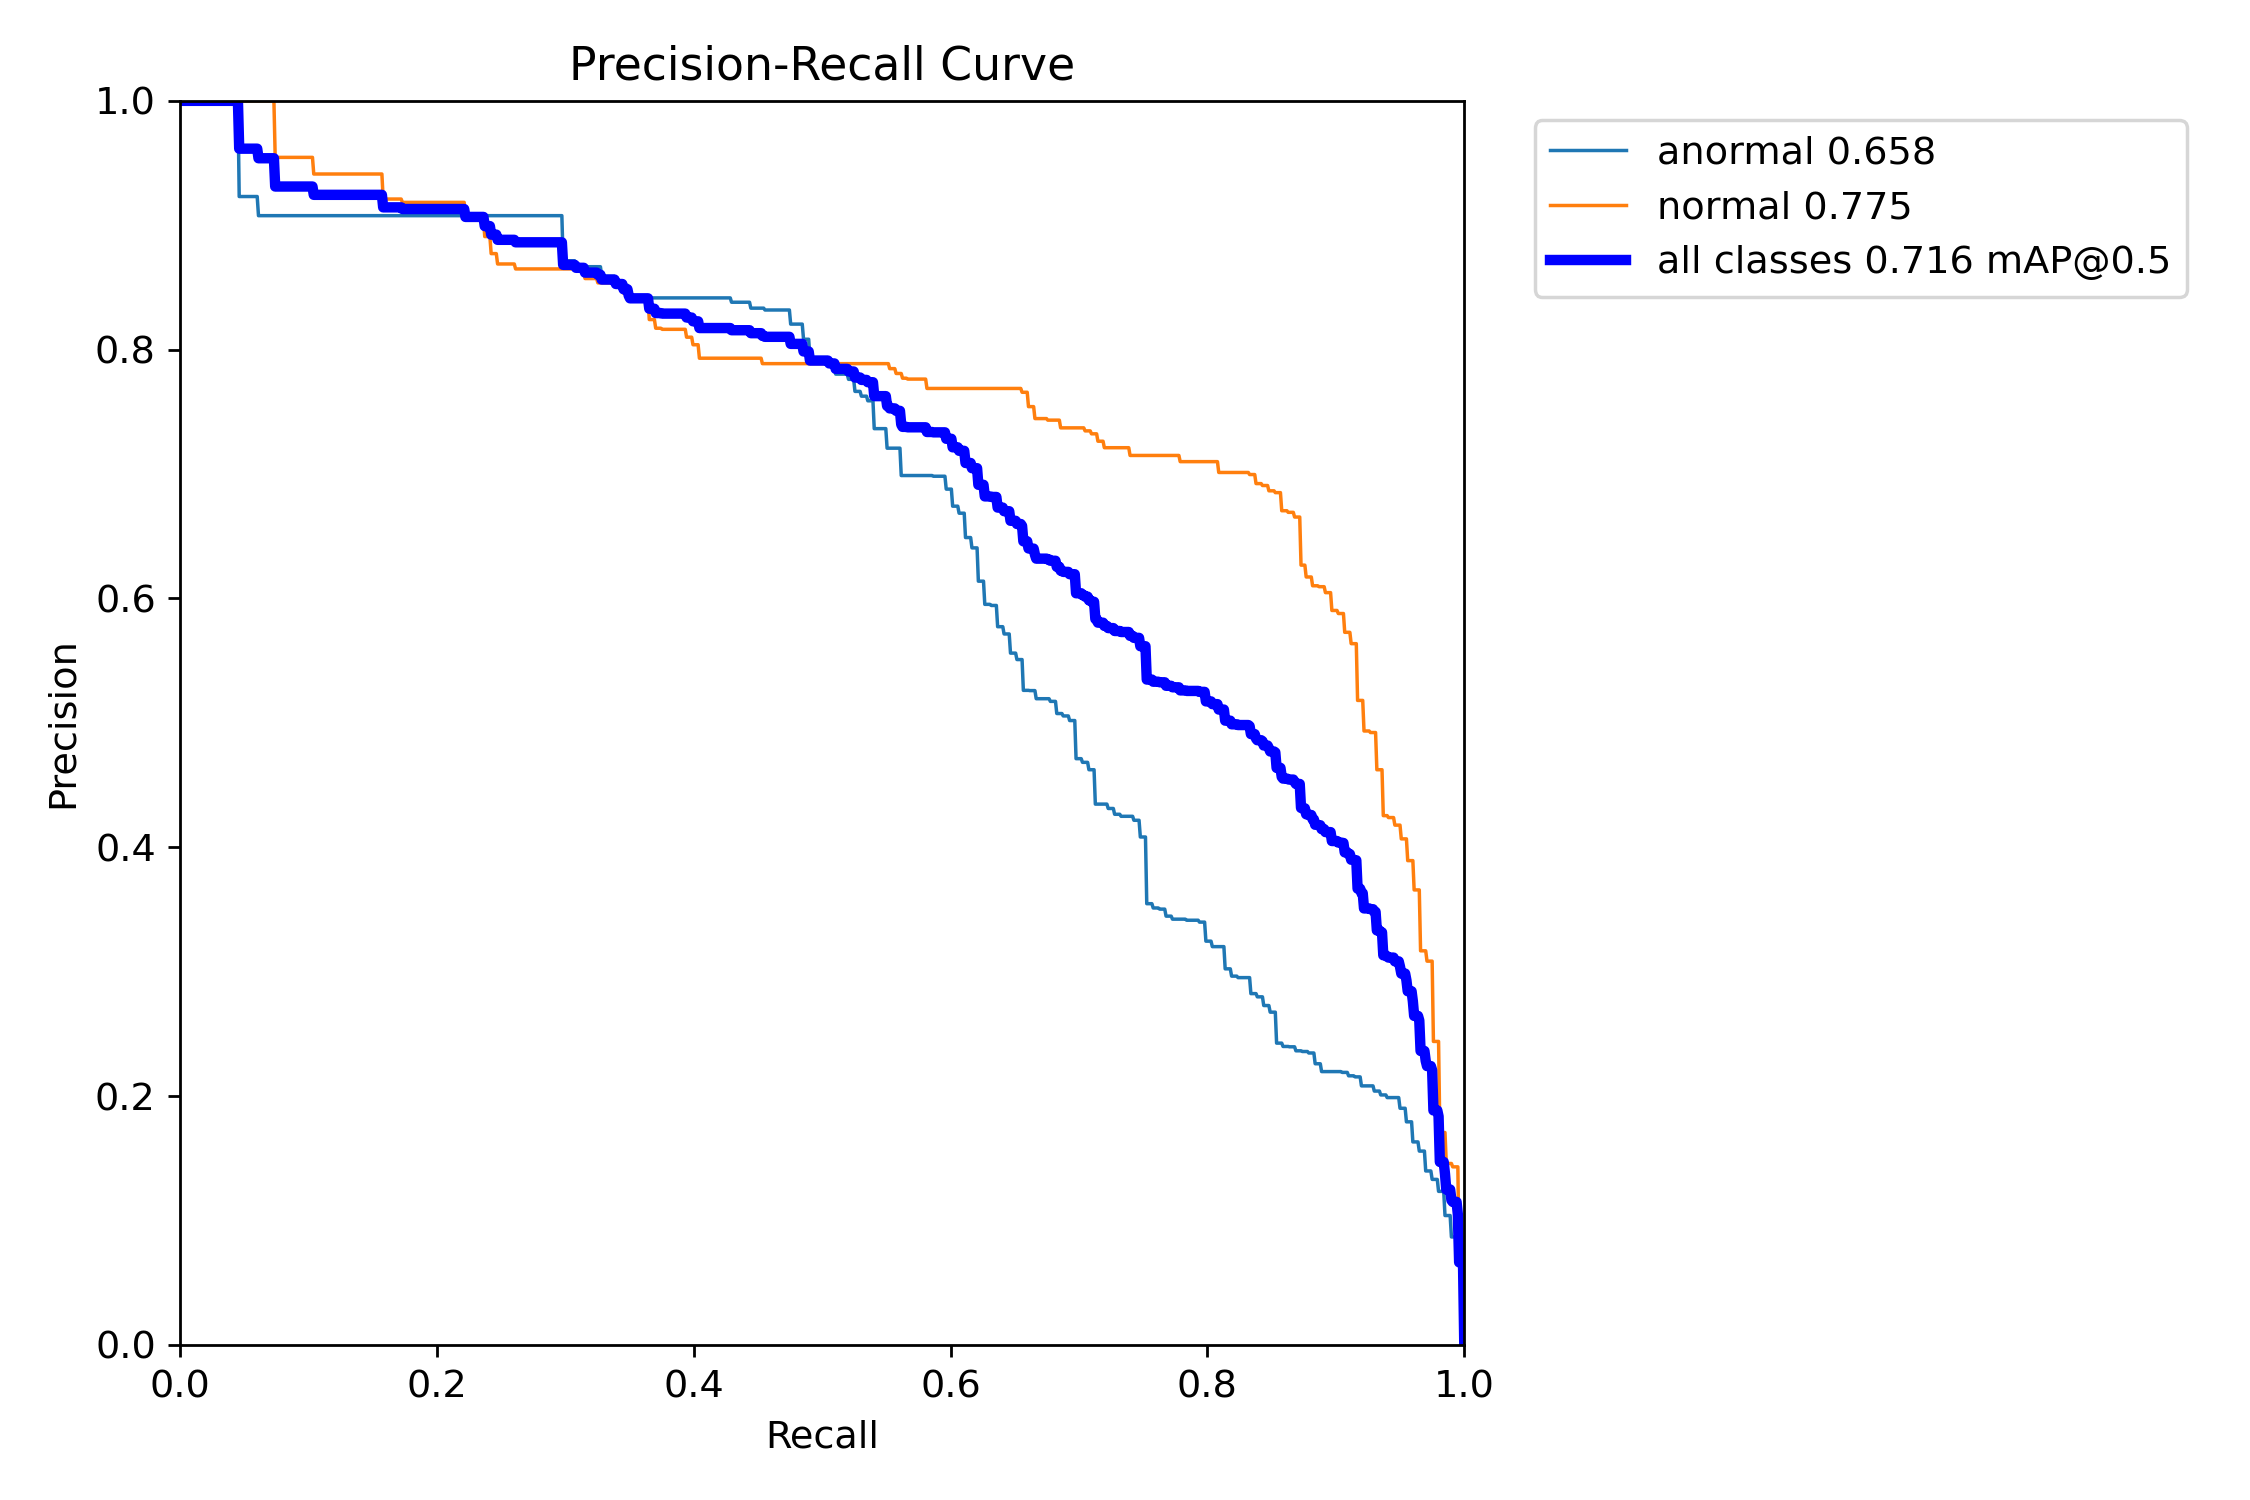 Precision-Recall Curve
1.0
0.8
0.6
0.4
0.2
0.0
Precision
0.0 0.2 0.4 0.6 0.8 1.0
Recall
anormal 0.658
normal 0.775
all classes 0.716 mAP@0.5